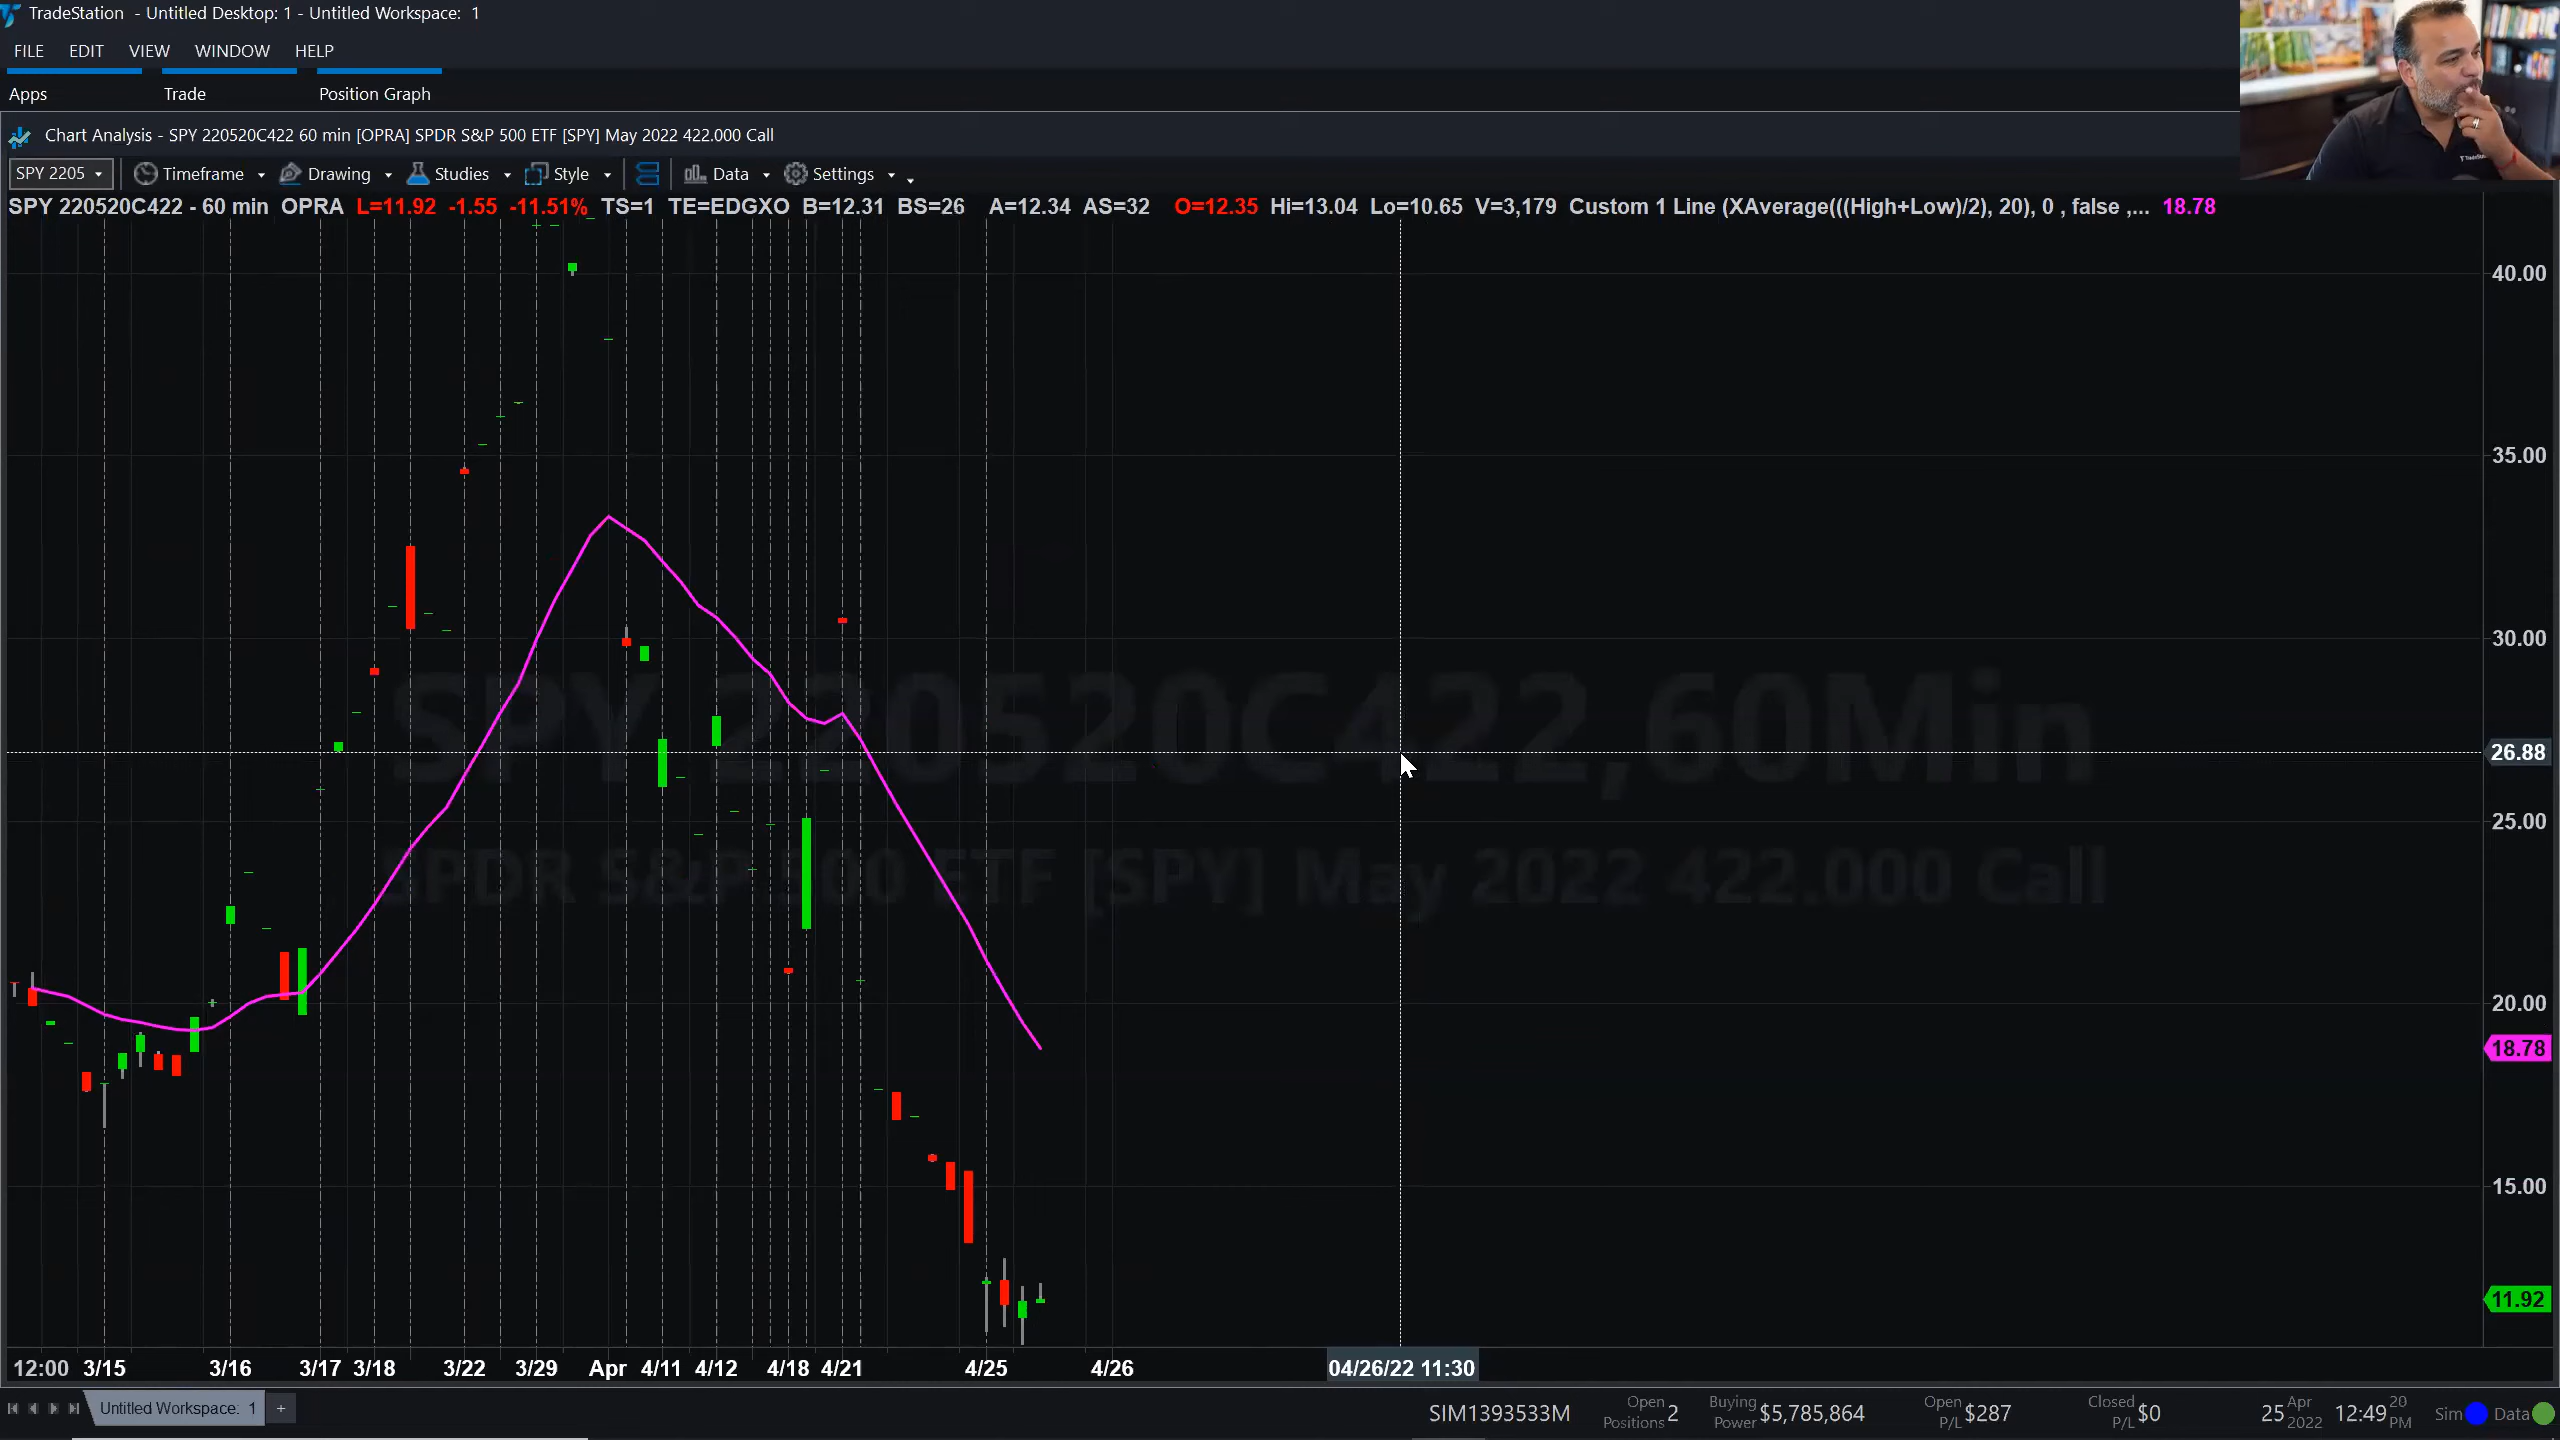 TradeStation - Untitled Desktop: 1 - Untitled Workspace: 1
FILE EDIT VIEW WINDOW HELP
Apps Trade Position Graph
Chart Analysis - SPY 220520C422 60 min [OPRA] SPDR S&P 500 ETF [SPY] May 2022 422.000 Call
SPY 2205 Timeframe Drawing Studies Style Data Settings
SPY 220520C422 - 60 min OPRA L=11.92 -1.55 -11.51% TS=1 TE=EDGXO B=12.31 BS=26 A=12.34 AS=32 O=12.35 Hi=13.04 Lo=10.65 V=3,179 Custom 1 Line (XAverage(((High+Low)/2), 20), 0 , false ,... 18.78
40.00
35.00
30.00
SPY 220520C422,60Min
26.88
25.00
SPDR S&P 500 ETF [SPY] May 2022 422.000 Call
20.00
18.78
15.00
11.92
12:00 3/15 3/16 3/17 3/18 3/22 3/29 Apr 4/11 4/12 4/18 4/21 4/25 4/26 04/26/22 11:30
Untitled Workspace: 1 + SIM1393533M Open Positions 2 Buying Power $5,785,864 Open P/L $287 Closed P/L $0 25 Apr 2022 12:49 20 PM Sim Data